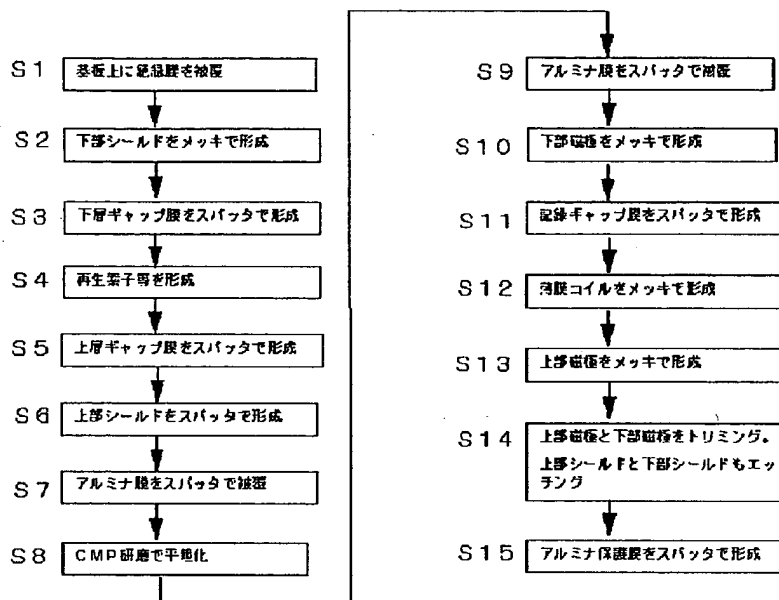 S1 基板上に絶縁膜を被覆
S2 下部シールドをメッキで形成
S3 下層ギャップ膜をスパッタで形成
S4 再生素子等を形成
S5 上層ギャップ膜をスパッタで形成
S6 上部シールドをスパッタで形成
S7 アルミナ膜をスパッタで被覆
S8 CMP研磨で平坦化
S9 アルミナ膜をスパッタで被覆
S10 下部磁極をメッキで形成
S11 記録ギャップ膜をスパッタで形成
S12 薄膜コイルをメッキで形成
S13 上部磁極をメッキで形成
S14 上部磁極と下部磁極をトリミング。
上部シールドと下部シールドもエッ
チング
S15 アルミナ保護膜をスパッタで形成